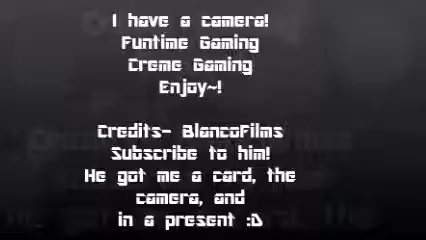 I have a camera!
Funtime Gaming
Creme Gaming
Enjoy~!
Credits- BlancoFilms
Subscribe to him!
He got me a card, the
camera, and
in a present :D